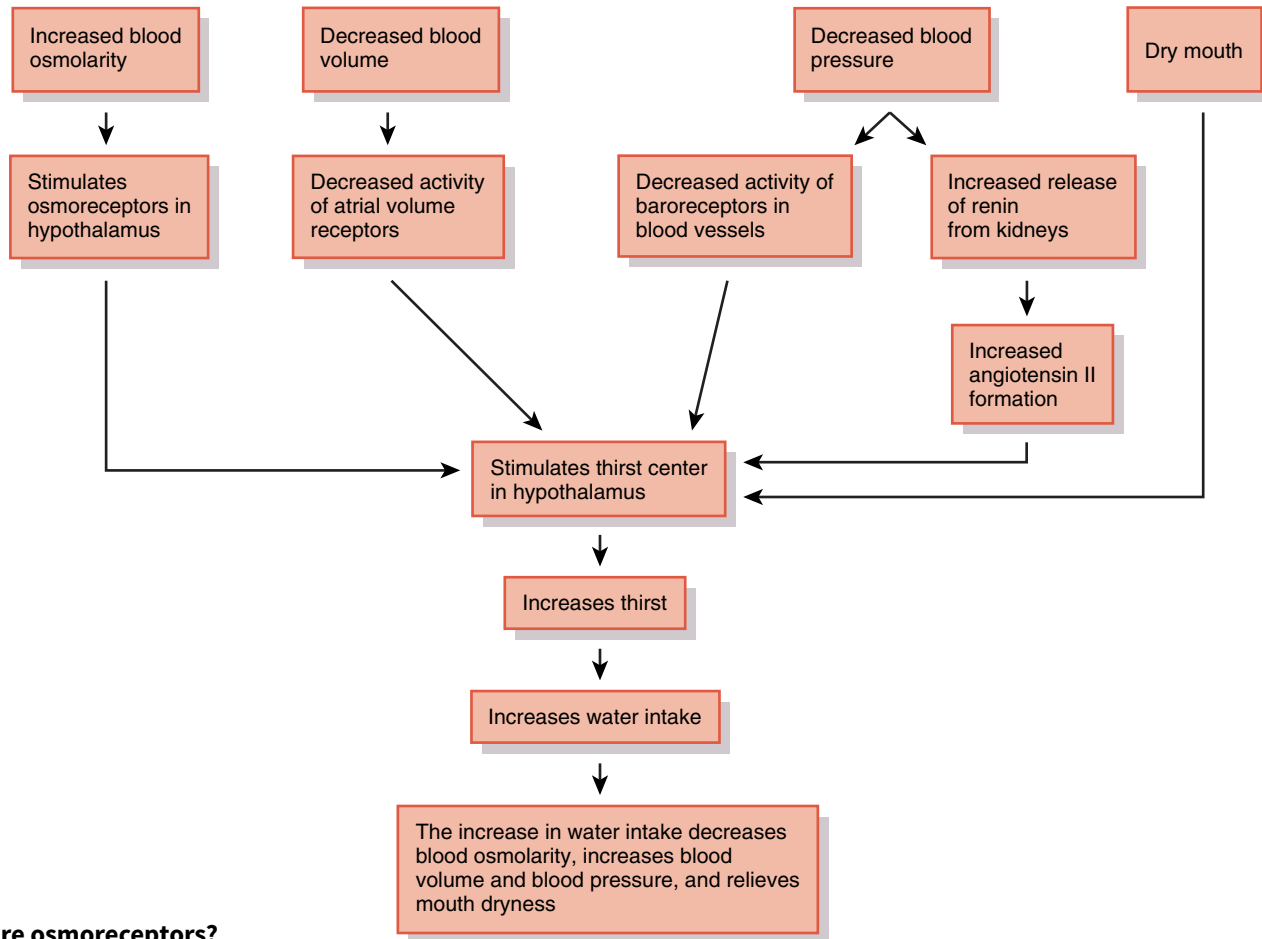 Increased blood
osmolarity
Decreased blood
volume
Decreased blood
pressure
Dry mouth
Stimulates
osmoreceptors in
hypothalamus
Decreased activity
of atrial volume
receptors
Decreased activity of
baroreceptors in
blood vessels
Increased release
of renin
from kidneys
Increased
angiotensin II
formation
Stimulates thirst center
in hypothalamus
Increases thirst
Increases water intake
The increase in water intake decreases
blood osmolarity, increases blood
volume and blood pressure, and relieves
mouth dryness
re osmoreceptors?